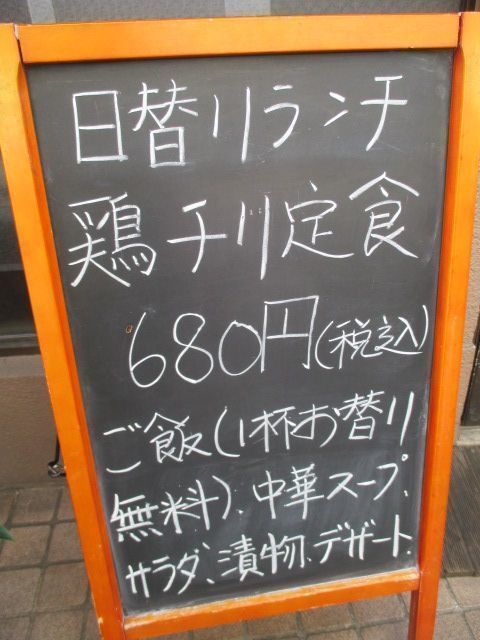 日替リランチ
鶏チリ定食
680円(税込)
ご飯(1杯お替り
無料)、中華スープ、
サラダ、漬物、デザート